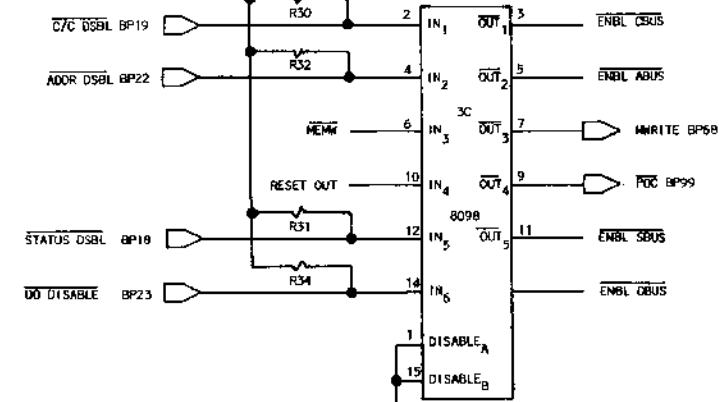 R30
C/C DSBL BP19 2 IN1 OUT1 3 ENBL CBUS
R32
ADDR DSBL BP22 4 IN2 OUT2 5 ENBL ABUS
3C
MEMW 6 IN3 OUT3 7 MWRITE BP68
RESET OUT 10 IN4 OUT4 9 POC BP99
8098
R31
STATUS DSBL BP18 12 IN5 OUT5 11 ENBL SBUS
R34
DO DISABLE BP23 14 IN6 ENBL DBUS
1 DISABLEA
15 DISABLEB